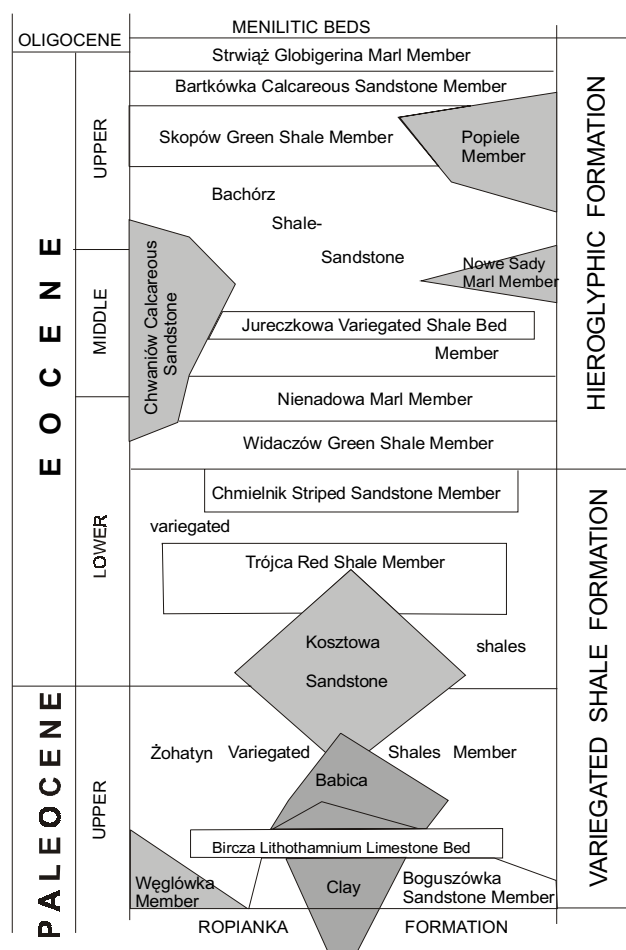 MENILITIC BEDS
OLIGOCENE
Strwiąż Globigerina Marl Member
Bartkówka Calcareous Sandstone Member
Skopów Green Shale Member
Popiele
Member
Bachórz
Shale-
Sandstone
Nowe Sady
Marl Member
Chwaniów Calcareous
Sandstone
Jureczkowa Variegated Shale Bed
Member
Nienadowa Marl Member
Widaczów Green Shale Member
Chmielnik Striped Sandstone Member
variegated
Trójca Red Shale Member
Kosztowa
Sandstone
shales
Żohatyn Variegated Shales Member
Babica
Bircza Lithothamnium Limestone Bed
Węglówka
Member
Clay
Boguszówka
Sandstone Member
ROPIANKA FORMATION
EOCENE
UPPER
MIDDLE
LOWER
PALEOCENE
UPPER
HIEROGLYPHIC FORMATION
VARIEGATED SHALE FORMATION